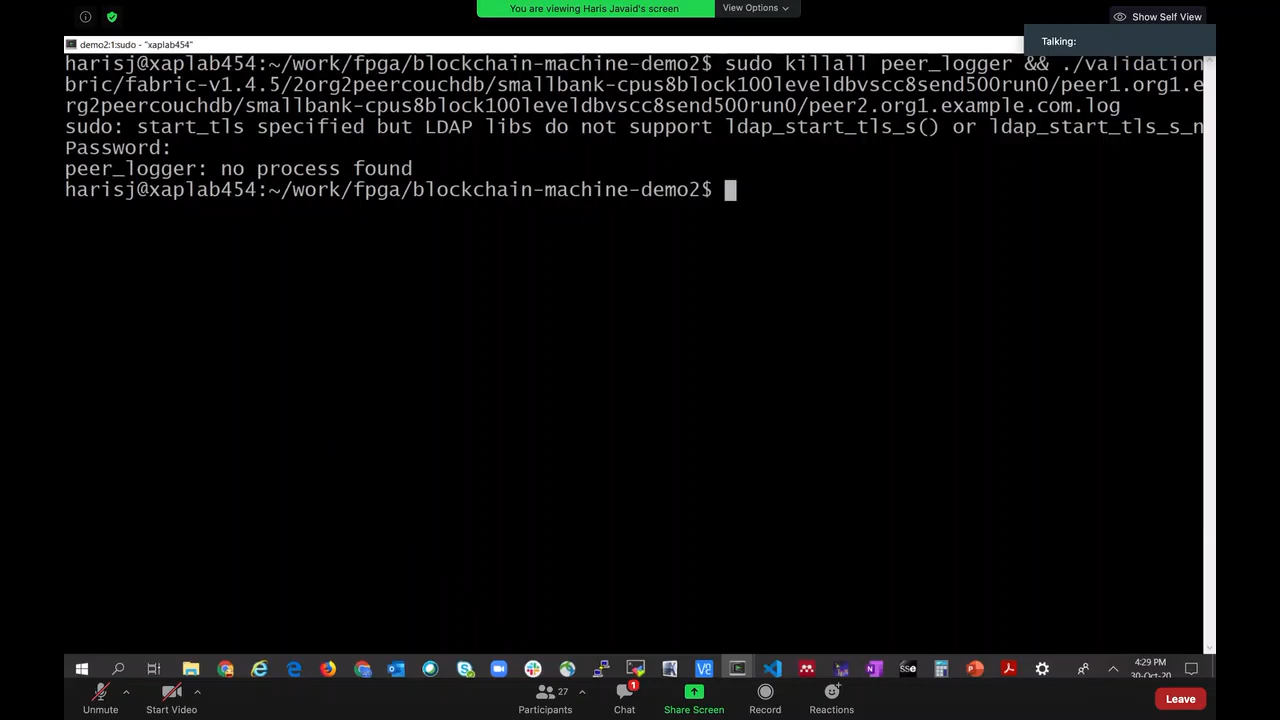 You are viewing Haris Javaid's screen
View Options
Show Self View
Talking:
demo2:1:sudo - "xaplab454"
harisj@xaplab454:~/work/fpga/blockchain-machine-demo2$ sudo killall peer_logger && ./validation
bric/fabric-v1.4.5/2org2peercouchdb/smallbank-cpus8block100leveldbvscc8send500run0/peer1.org1.e
rg2peercouchdb/smallbank-cpus8block100leveldbvscc8send500run0/peer2.org1.example.com.log
sudo: start_tls specified but LDAP libs do not support ldap_start_tls_s() or ldap_start_tls_s_n
Password:
peer_logger: no process found
harisj@xaplab454:~/work/fpga/blockchain-machine-demo2$
4:29 PM
30-Oct-20
27
1
Unmute
Start Video
Participants
Chat
Share Screen
Record
Reactions
Leave